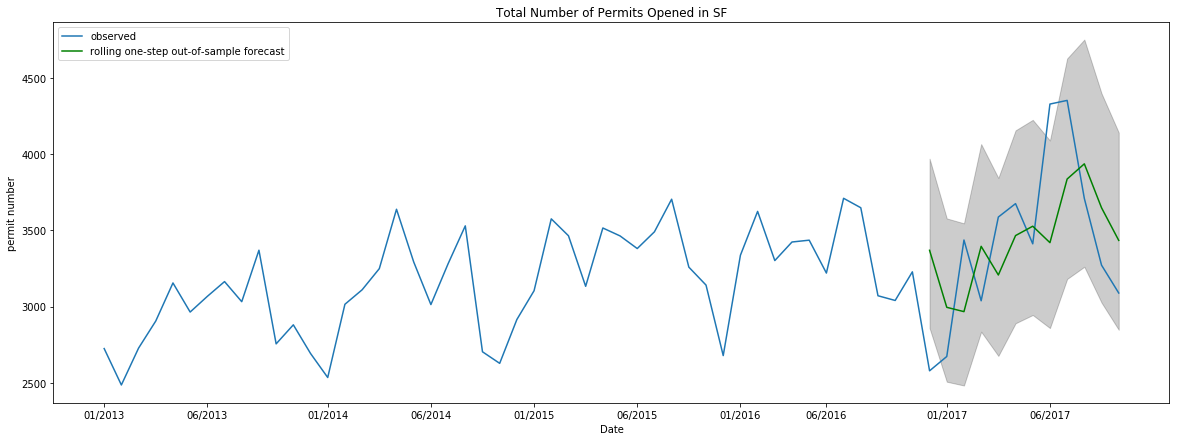 Total Number of Permits Opened in SF
observed
rolling one-step out-of-sample forecast
4500
4000
3500
3000
2500
permit number
01/2013 06/2013 01/2014 06/2014 01/2015 06/2015 01/2016 06/2016 01/2017 06/2017
Date